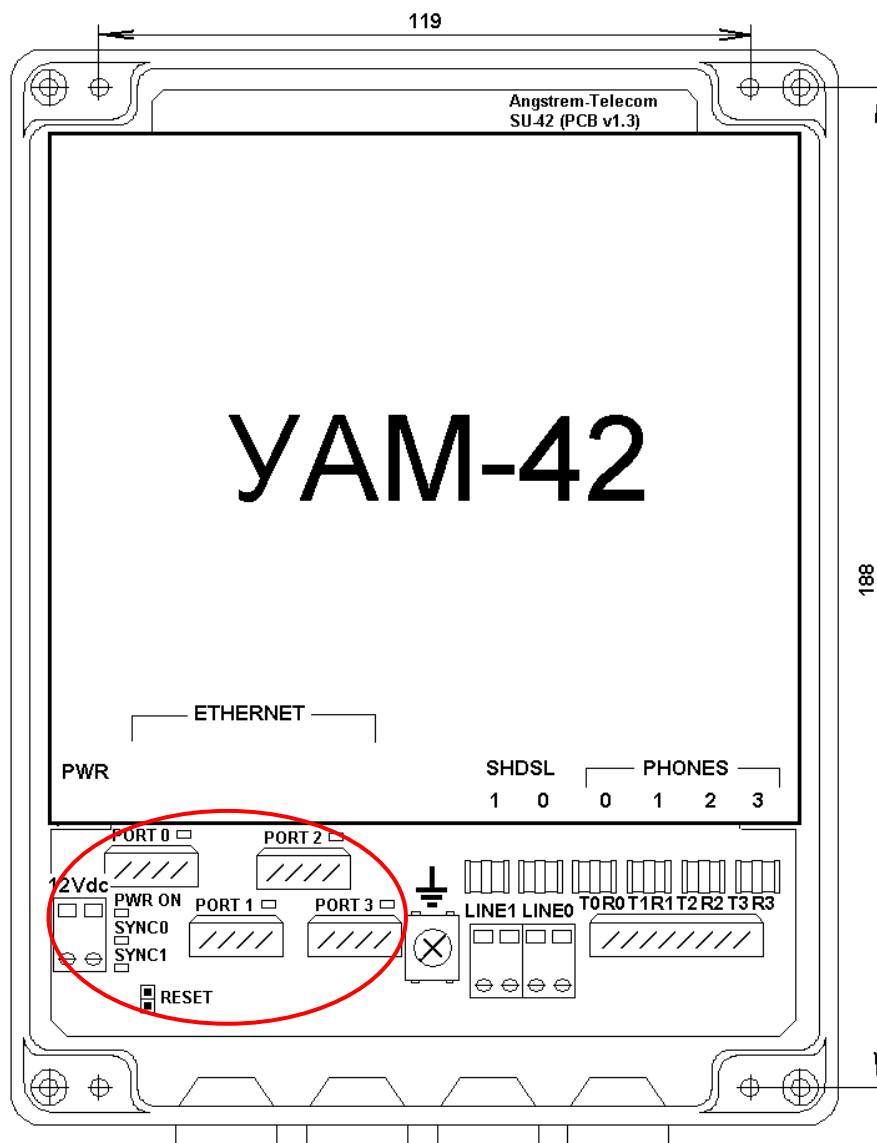 119
Angstrem-Telecom
SU-42 (PCB v1.3)
УАМ-42
188
ETHERNET
PWR
SHDSL
PHONES
1 0 0 1 2 3
PORT 0
PORT 2
12Vdc
PWR ON
PORT 1
PORT 3
SYNC0
SYNC1
LINE1 LINE0
T0 R0 T1 R1 T2 R2 T3 R3
RESET